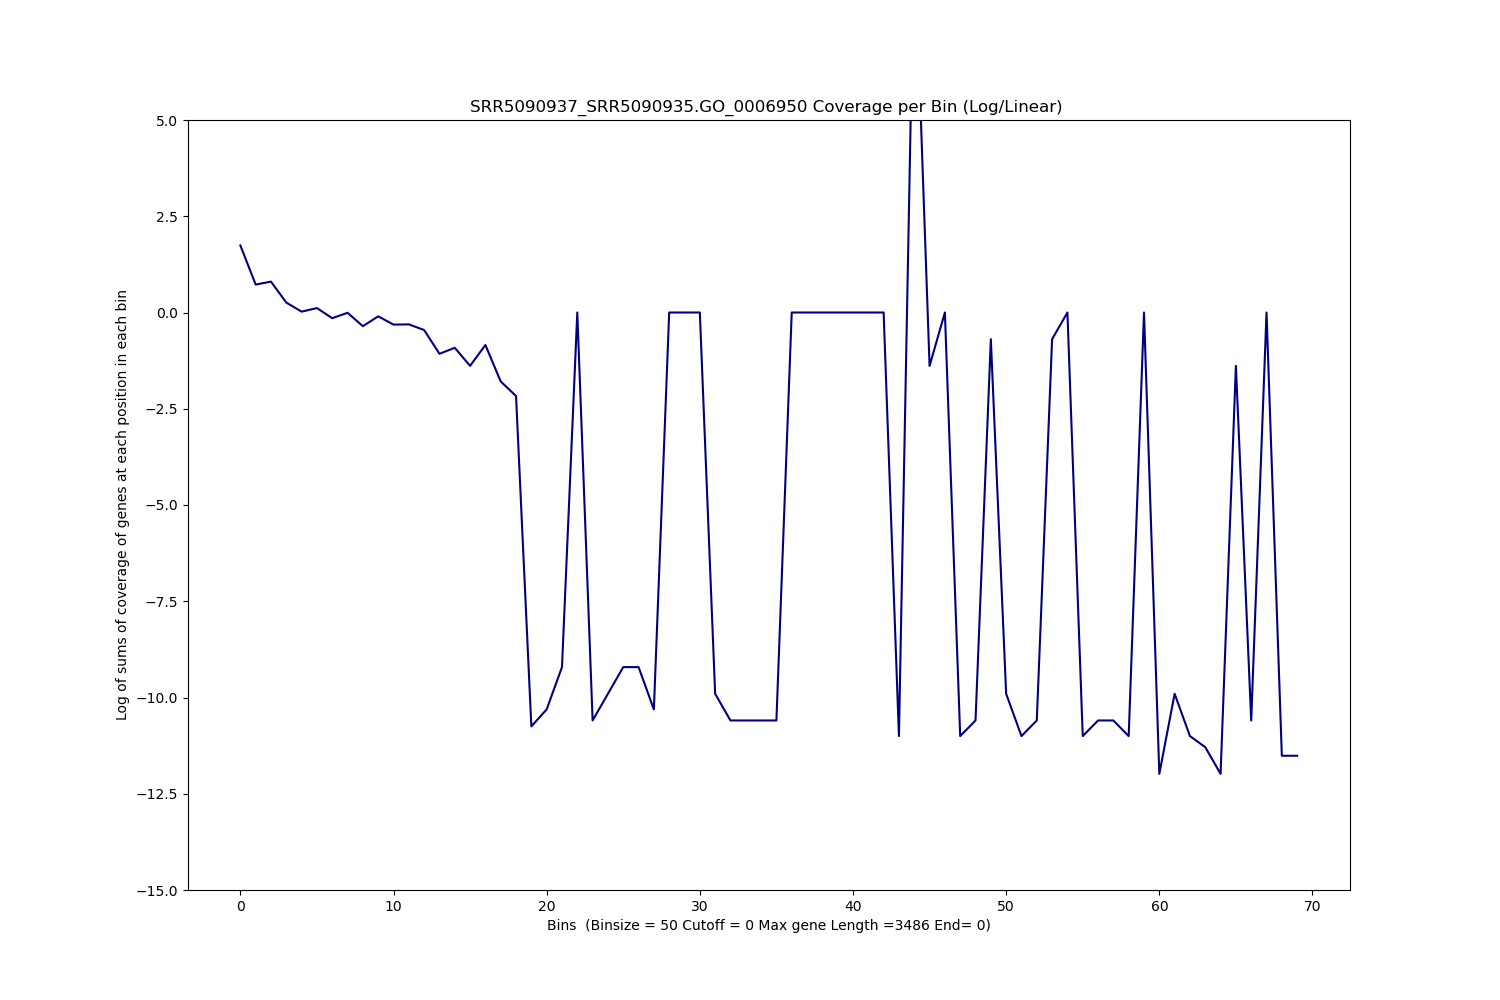 SRR5090937_SRR5090935.GO_0006950 Coverage per Bin (Log/Linear)
Log of sums of coverage of genes at each position in each bin
5.0
2.5
0.0
−2.5
−5.0
−7.5
−10.0
−12.5
−15.0
0 10 20 30 40 50 60 70
Bins  (Binsize = 50 Cutoff = 0 Max gene Length =3486 End= 0)